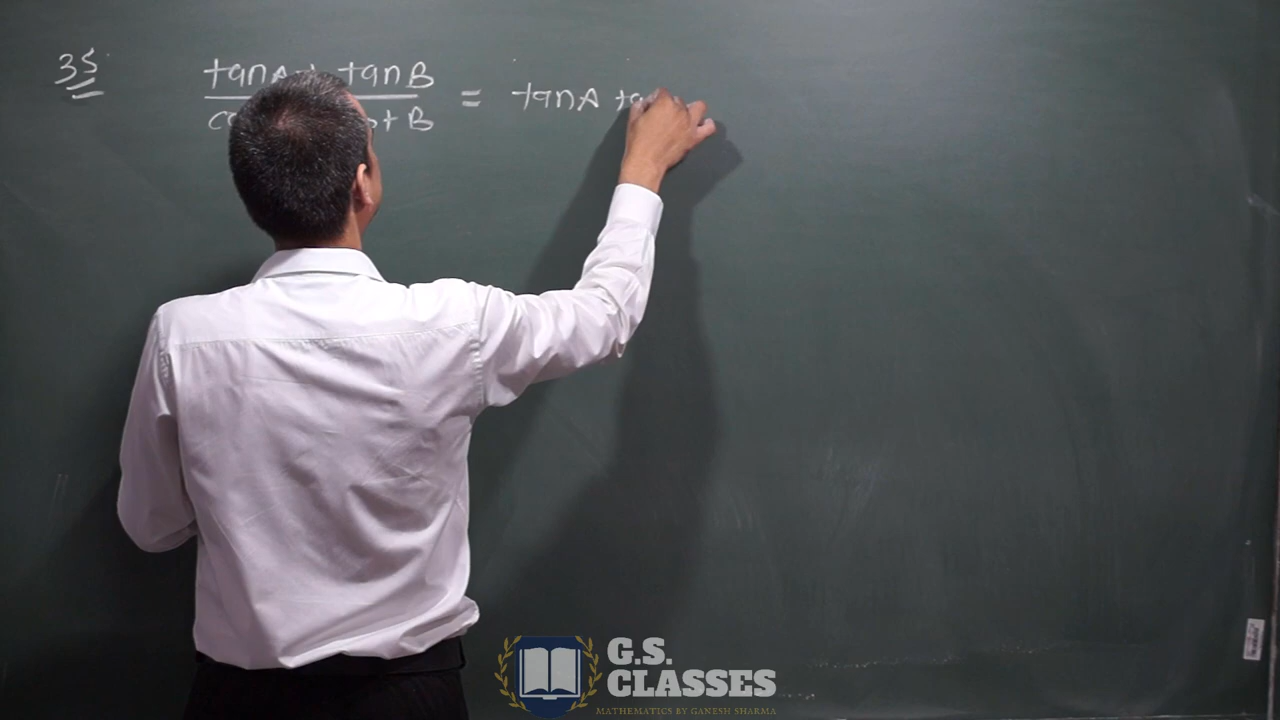 35
tanA+ tanB
= tanA
B
G.S.
CLASSES
MATHEMATICS BY GANESH SHARMA